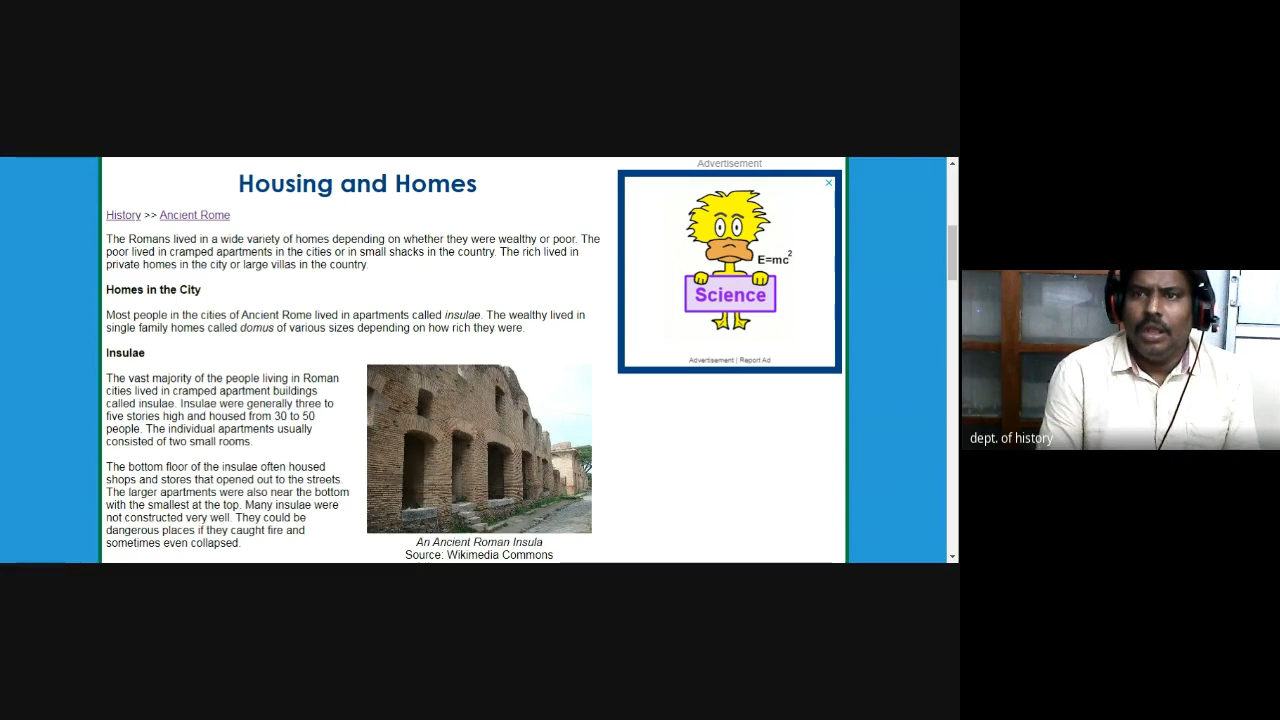 Housing and Homes
History >> Ancient Rome
The Romans lived in a wide variety of homes depending on whether they were wealthy or poor. The
poor lived in cramped apartments in the cities or in small shacks in the country. The rich lived in
private homes in the city or large villas in the country.
Homes in the City
Most people in the cities of Ancient Rome lived in apartments called insulae. The wealthy lived in
single family homes called domus of various sizes depending on how rich they were.
Insulae
The vast majority of the people living in Roman
cities lived in cramped apartment buildings
called insulae. Insulae were generally three to
five stories high and housed from 30 to 50
people. The individual apartments usually
consisted of two small rooms.
The bottom floor of the insulae often housed
shops and stores that opened out to the streets.
The larger apartments were also near the bottom
with the smallest at the top. Many insulae were
not constructed very well. They could be
dangerous places if they caught fire and
sometimes even collapsed.
An Ancient Roman Insula
Source: Wikimedia Commons
Advertisement
E=mc²
Science
Advertisement | Report Ad
dept. of history